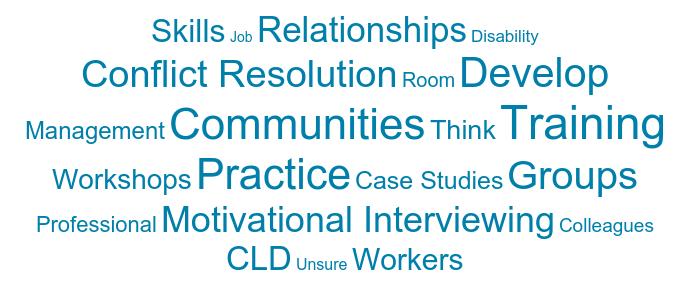 Skills Job Relationships Disability
Conflict Resolution Room Develop
Management Communities Think Training
Workshops Practice Case Studies Groups
Professional Motivational Interviewing Colleagues
CLD Unsure Workers